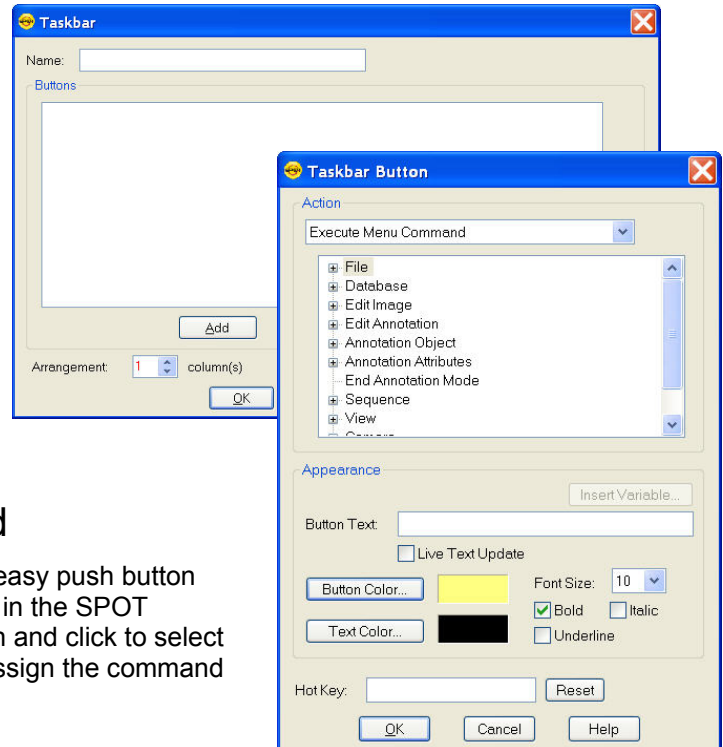 Taskbar
Name:
Buttons
Add
Arrangement: 1 column(s)
OK
Taskbar Button
Action
Execute Menu Command
File
Database
Edit Image
Edit Annotation
Annotation Object
Annotation Attributes
End Annotation Mode
Sequence
View
Appearance
Insert Variable...
Button Text:
Live Text Update
Button Color...
Font Size: 10
Bold Italic
Text Color...
Underline
Hot Key: Reset
OK Cancel Help
easy push button
in the SPOT
and click to select
ssign the command